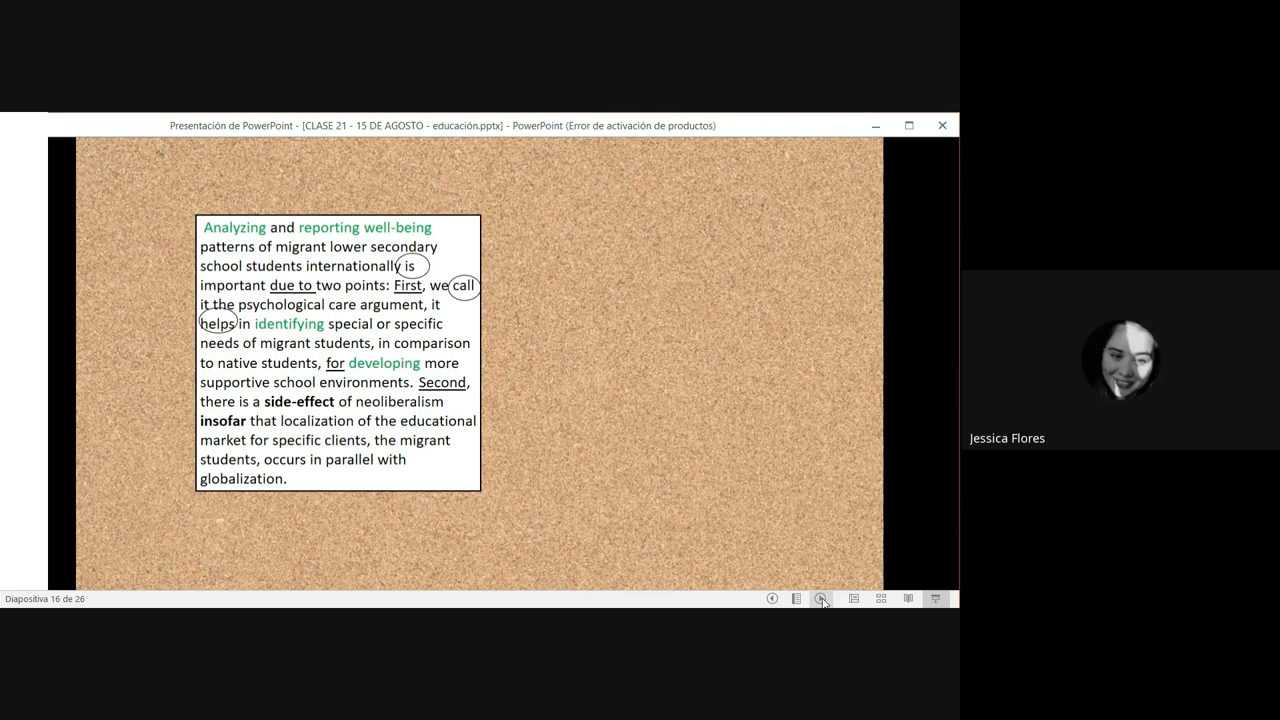 Presentación de PowerPoint - [CLASE 21 - 15 DE AGOSTO - educación.pptx] - PowerPoint (Error de activación de productos)
Analyzing and reporting well-being
patterns of migrant lower secondary
school students internationally is
important due to two points: First, we call
it the psychological care argument, it
helps in identifying special or specific
needs of migrant students, in comparison
to native students, for developing more
supportive school environments. Second,
there is a side-effect of neoliberalism
insofar that localization of the educational
market for specific clients, the migrant
students, occurs in parallel with
globalization.
Jessica Flores
Diapositiva 16 de 26